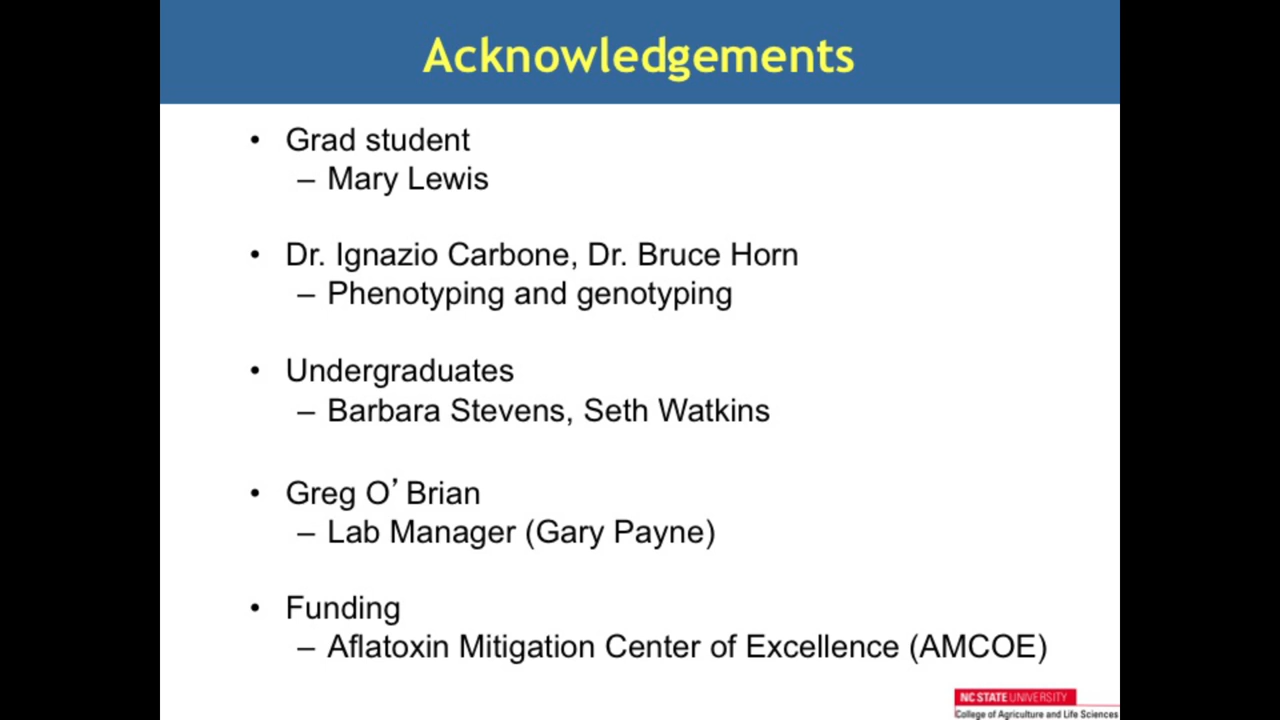 Acknowledgements
• Grad student
– Mary Lewis
• Dr. Ignazio Carbone, Dr. Bruce Horn
– Phenotyping and genotyping
• Undergraduates
– Barbara Stevens, Seth Watkins
• Greg O’Brian
– Lab Manager (Gary Payne)
• Funding
– Aflatoxin Mitigation Center of Excellence (AMCOE)
NC STATE UNIVERSITY
College of Agriculture and Life Sciences